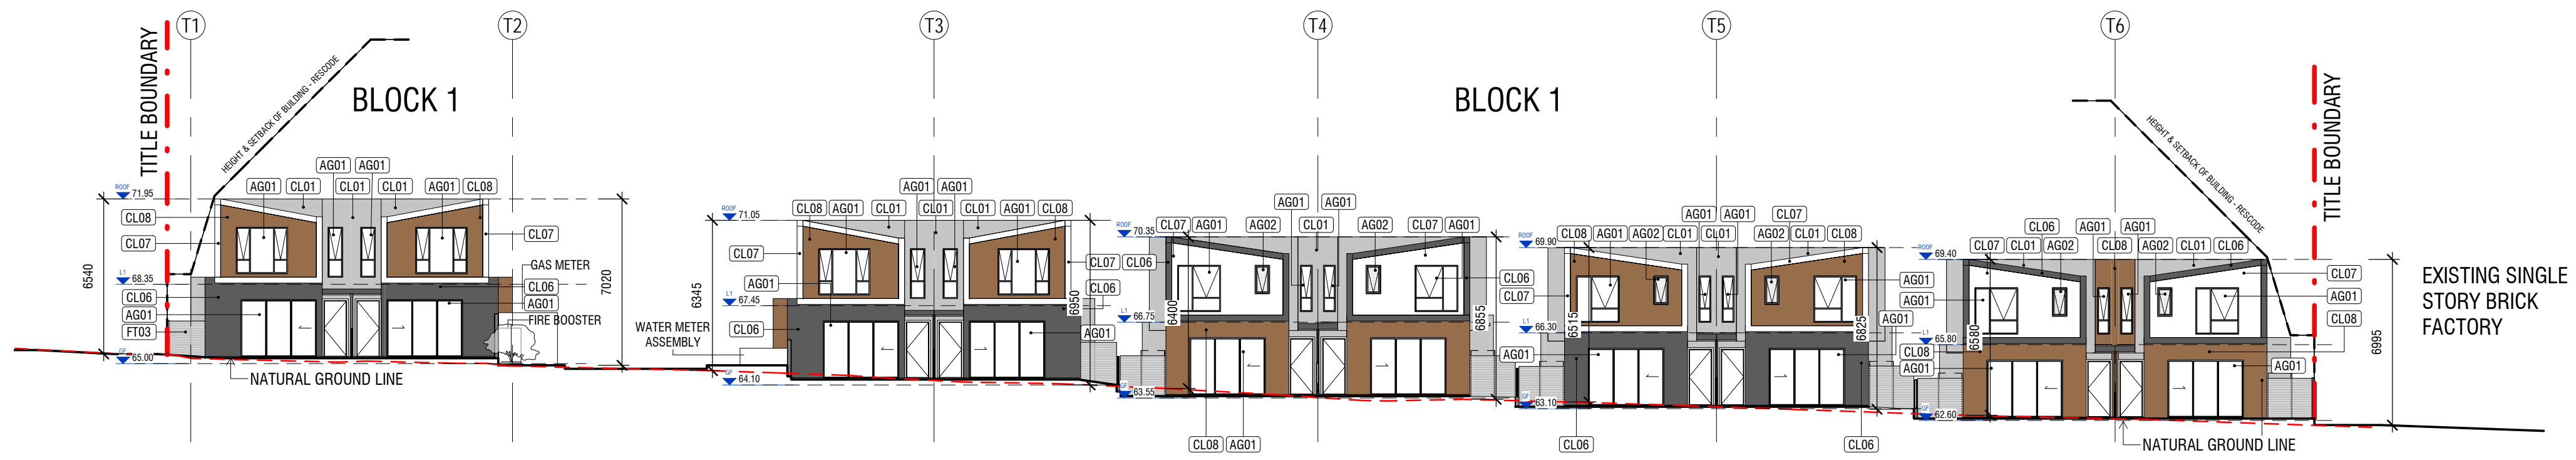 T1
T2
T3
T4
T5
T6
TITLE BOUNDARY
HEIGHT & SETBACK OF BUILDING - RESCODE
BLOCK 1
BLOCK 1
HEIGHT & SETBACK OF BUILDING - RESCODE
TITLE BOUNDARY
AG01 AG01
AG01 CL01 CL01 CL01 AG01 CL08
ROOF 71.95
CL08
CL07
CL07
6540
L1 68.35
CL06
AG01
FT03
GF 65.00
GAS METER
CL06
AG01
FIRE BOOSTER
7020
NATURAL GROUND LINE
AG01 AG01
CL08 AG01 CL01 CL01 CL01 AG01 CL08
ROOF 71.05
CL07
CL07
AG01
6345
L1 67.45
CL06
CL06
6950
WATER METER
ASSEMBLY
AG01
GF 64.10
AG01 AG01
CL07 AG01 AG02 CL01 AG02 CL07 AG01
ROOF 70.35
CL06
CL06
6400
L1 66.75
6655
GF 63.55
CL08 AG01
AG01 AG01 CL07
CL08 AG01 AG02 CL01 CL01 AG02 CL01 CL08
ROOF 69.90
CL07
AG01
6515
L1 66.30
6825
AG01
AG01
GF 63.10
CL06
CL06
CL06 AG01 AG01
CL07 CL01 AG02 CL08 AG02 CL01 CL06
ROOF 69.40
CL07
AG01
AG01
CL08
6580
L1 65.80
CL08
AG01
AG01
6995
GF 62.60
NATURAL GROUND LINE
EXISTING SINGLE
STORY BRICK
FACTORY